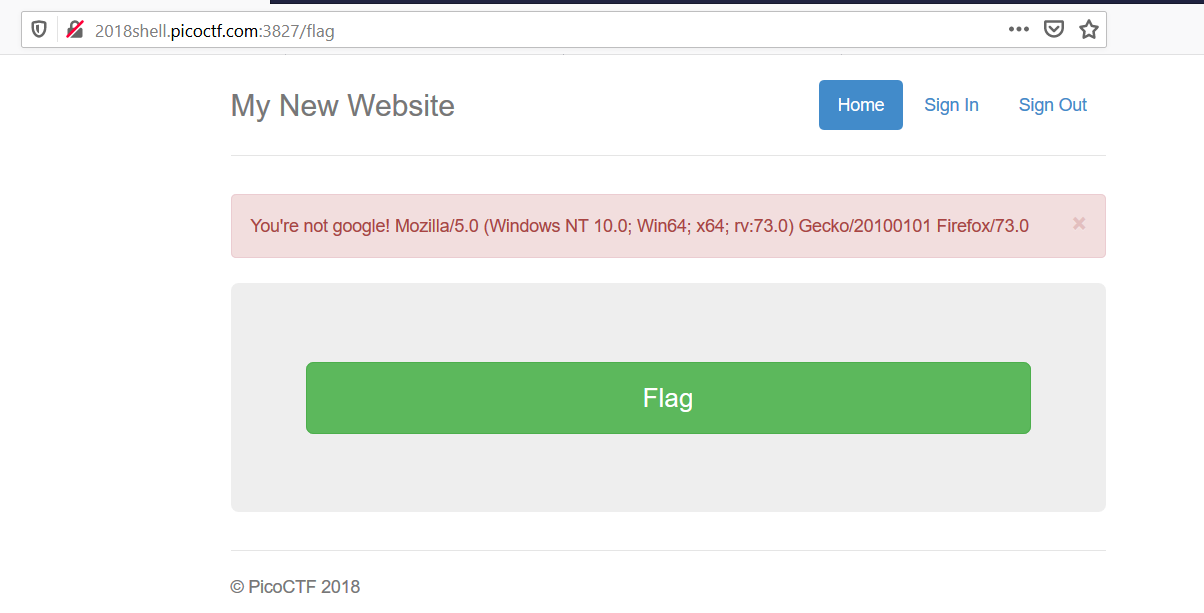 2018shell.picoctf.com:3827/flag
My New Website
Home Sign In Sign Out
You're not google! Mozilla/5.0 (Windows NT 10.0; Win64; x64; rv:73.0) Gecko/20100101 Firefox/73.0 ×
Flag
© PicoCTF 2018